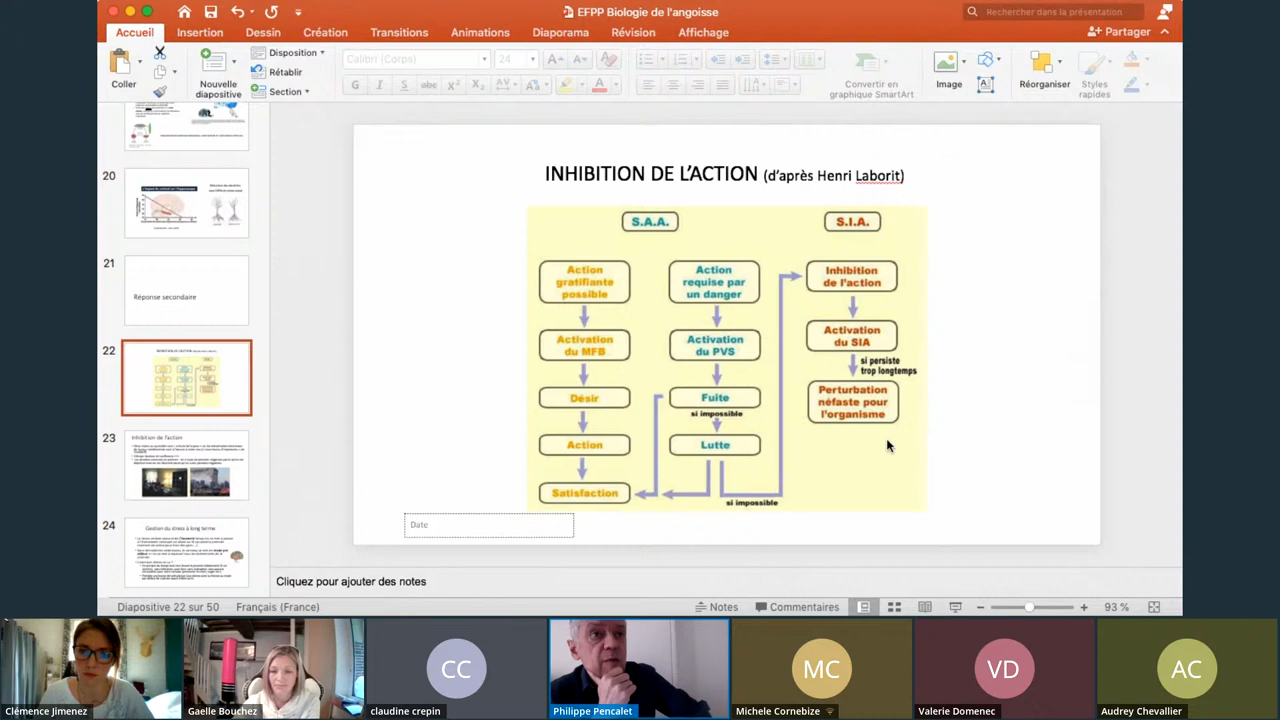 EFPP Biologie de l'angoisse
Rechercher dans la présentation
Accueil
Insertion
Dessin
Création
Transitions
Animations
Diaporama
Révision
Affichage
Partager
Coller
Nouvelle
diapositive
Disposition
Rétablir
Section
Calibri (Corps)
24
Convertir en
graphique SmartArt
Image
Réorganiser
Styles
rapides
20
21
Réponse secondaire
22
23
Inhibition de l'action
24
Gestion du stress à long terme
INHIBITION DE L'ACTION (d'après Henri Laborit)
S.A.A.
S.I.A.
Action
gratifiante
possible
Activation
du MFB
Désir
Action
Satisfaction
Action
requise par
un danger
Activation
du PVS
Fuite
si impossible
Lutte
si impossible
Inhibition
de l'action
Activation
du SIA
si persiste
trop longtemps
Perturbation
néfaste pour
l'organisme
Date
Cliquez pour ajouter des notes
Diapositive 22 sur 50
Français (France)
Notes
Commentaires
93 %
CC
MC
VD
AC
Clémence Jimenez
Gaelle Bouchez
claudine crepin
Philippe Pencalet
Michele Cornebize
Valerie Domenec
Audrey Chevallier